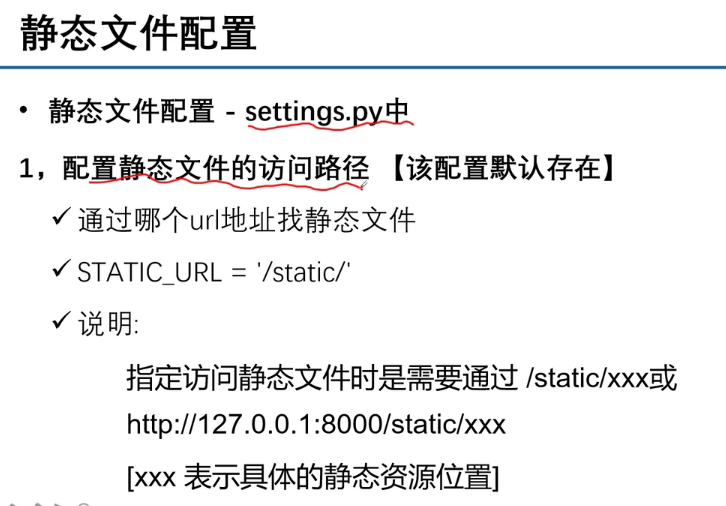 静态文件配置
• 静态文件配置 - settings.py中
1，配置静态文件的访问路径 【该配置默认存在】
✓ 通过哪个url地址找静态文件
✓ STATIC_URL = '/static/'
✓ 说明:
指定访问静态文件时是需要通过 /static/xxx或
http://127.0.0.1:8000/static/xxx
[xxx 表示具体的静态资源位置]